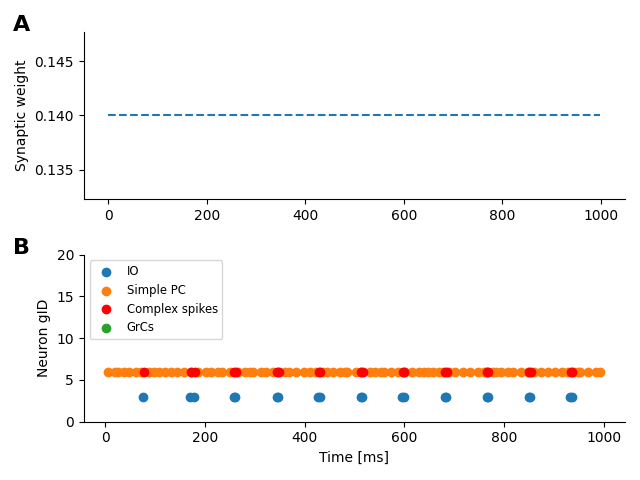 A
Synaptic weight
0.145
0.140
0.135
0 200 400 600 800 1000
B
Neuron gID
20
15
10
5
0
IO
Simple PC
Complex spikes
GrCs
0 200 400 600 800 1000
Time [ms]